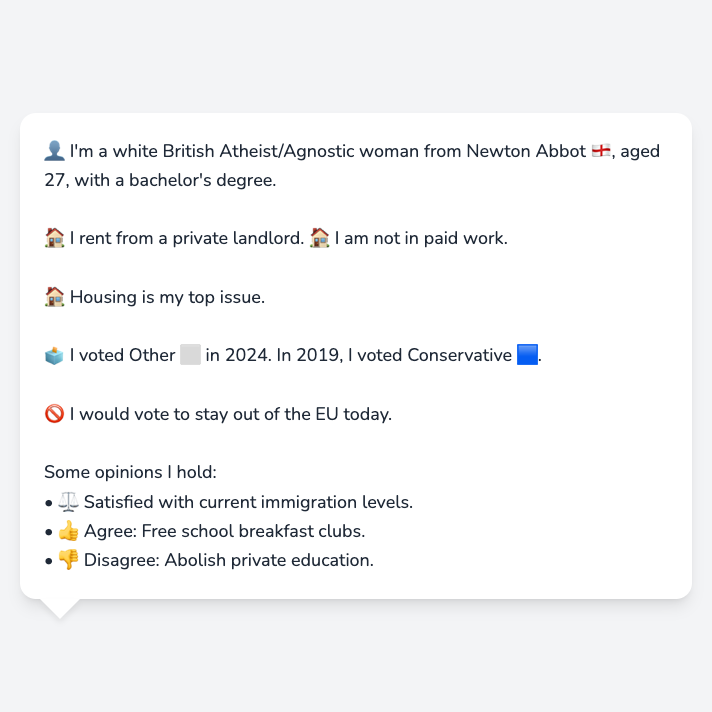 👤 I'm a white British Atheist/Agnostic woman from Newton Abbot 🏴󠁧󠁢󠁥󠁮󠁧󠁿, aged
27, with a bachelor's degree.
🏠 I rent from a private landlord. 🏠 I am not in paid work.
🏠 Housing is my top issue.
🗳️ I voted Other ⬜ in 2024. In 2019, I voted Conservative 🟦.
🚫 I would vote to stay out of the EU today.
Some opinions I hold:
• ⚖️ Satisfied with current immigration levels.
• 👍 Agree: Free school breakfast clubs.
• 👎 Disagree: Abolish private education.